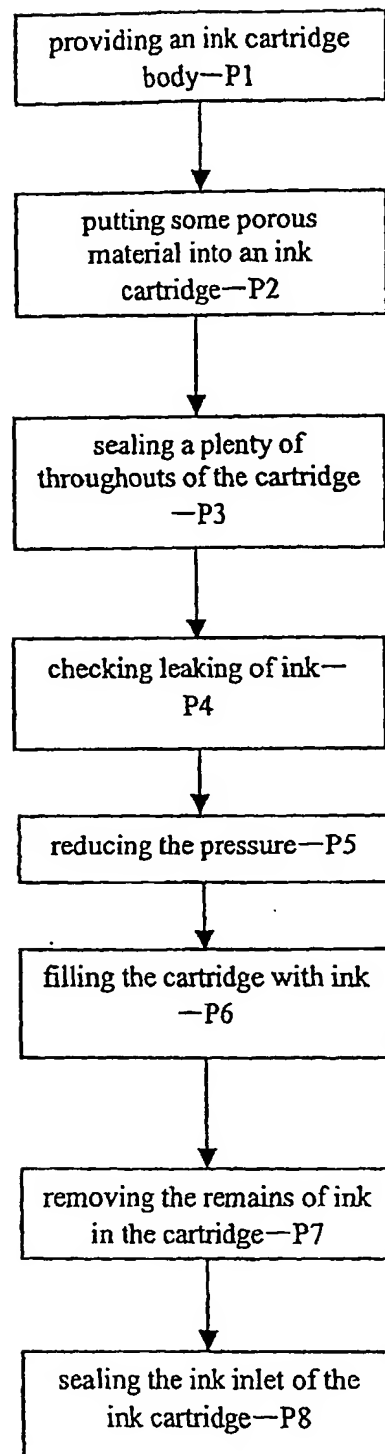 providing an ink cartridge
body—P1
putting some porous
material into an ink
cartridge—P2
sealing a plenty of
throughouts of the cartridge
—P3
checking leaking of ink—
P4
reducing the pressure—P5
filling the cartridge with ink
—P6
removing the remains of ink
in the cartridge—P7
sealing the ink inlet of the
ink cartridge—P8